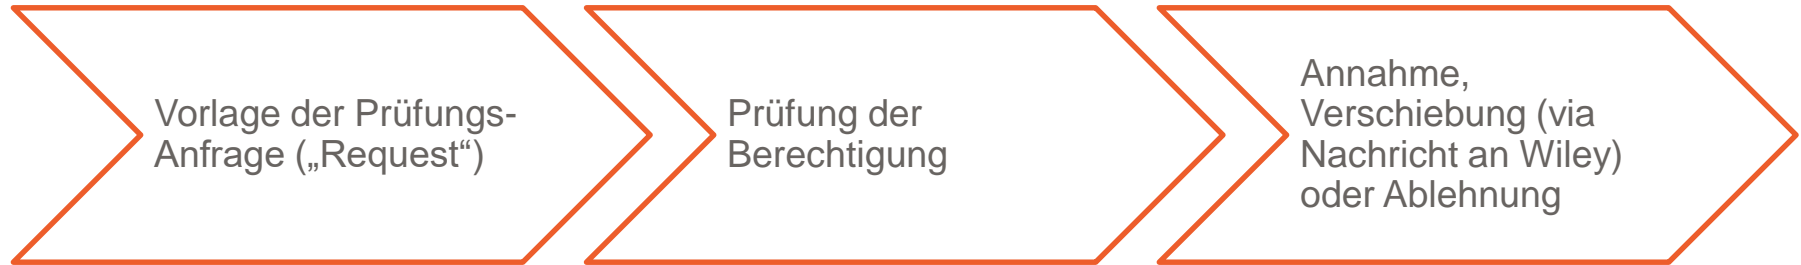 Vorlage der Prüfungs-
Anfrage („Request“)
Prüfung der
Berechtigung
Annahme,
Verschiebung (via
Nachricht an Wiley)
oder Ablehnung